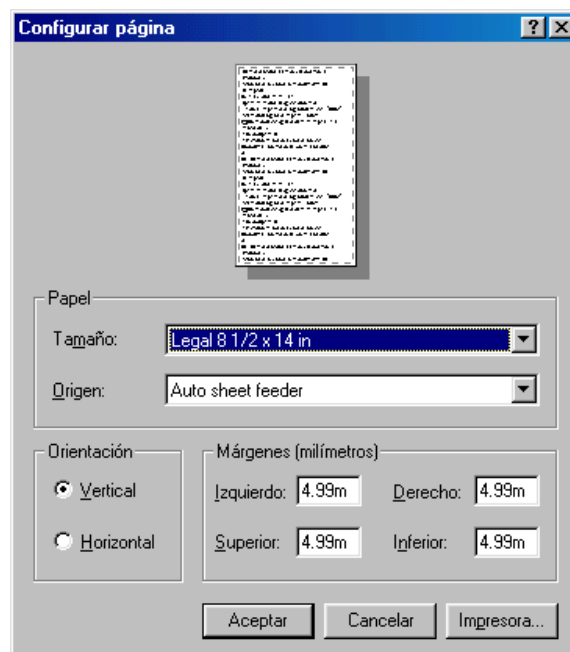 Configurar página
Papel
Tamaño: Legal 8 1/2 x 14 in
Origen: Auto sheet feeder
Orientación
Vertical
Horizontal
Márgenes (milímetros)
Izquierdo: 4.99m Derecho: 4.99m
Superior: 4.99m Inferior: 4.99m
Aceptar Cancelar Impresora...